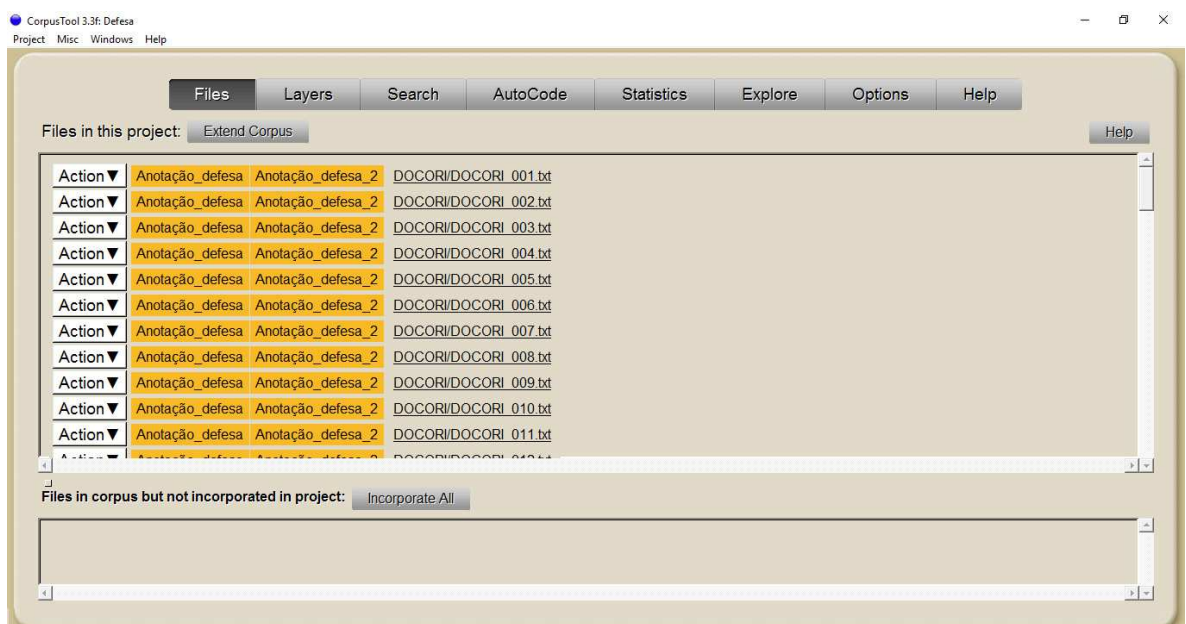 CorpusTool 3.3f: Defesa
Project Misc Windows Help
Files Layers Search AutoCode Statistics Explore Options Help
Files in this project: Extend Corpus Help
Action▼ Anotação_defesa Anotação_defesa_2 DOCORI/DOCORI_001.txt
Action▼ Anotação_defesa Anotação_defesa_2 DOCORI/DOCORI_002.txt
Action▼ Anotação_defesa Anotação_defesa_2 DOCORI/DOCORI_003.txt
Action▼ Anotação_defesa Anotação_defesa_2 DOCORI/DOCORI_004.txt
Action▼ Anotação_defesa Anotação_defesa_2 DOCORI/DOCORI_005.txt
Action▼ Anotação_defesa Anotação_defesa_2 DOCORI/DOCORI_006.txt
Action▼ Anotação_defesa Anotação_defesa_2 DOCORI/DOCORI_007.txt
Action▼ Anotação_defesa Anotação_defesa_2 DOCORI/DOCORI_008.txt
Action▼ Anotação_defesa Anotação_defesa_2 DOCORI/DOCORI_009.txt
Action▼ Anotação_defesa Anotação_defesa_2 DOCORI/DOCORI_010.txt
Action▼ Anotação_defesa Anotação_defesa_2 DOCORI/DOCORI_011.txt
Files in corpus but not incorporated in project: Incorporate All